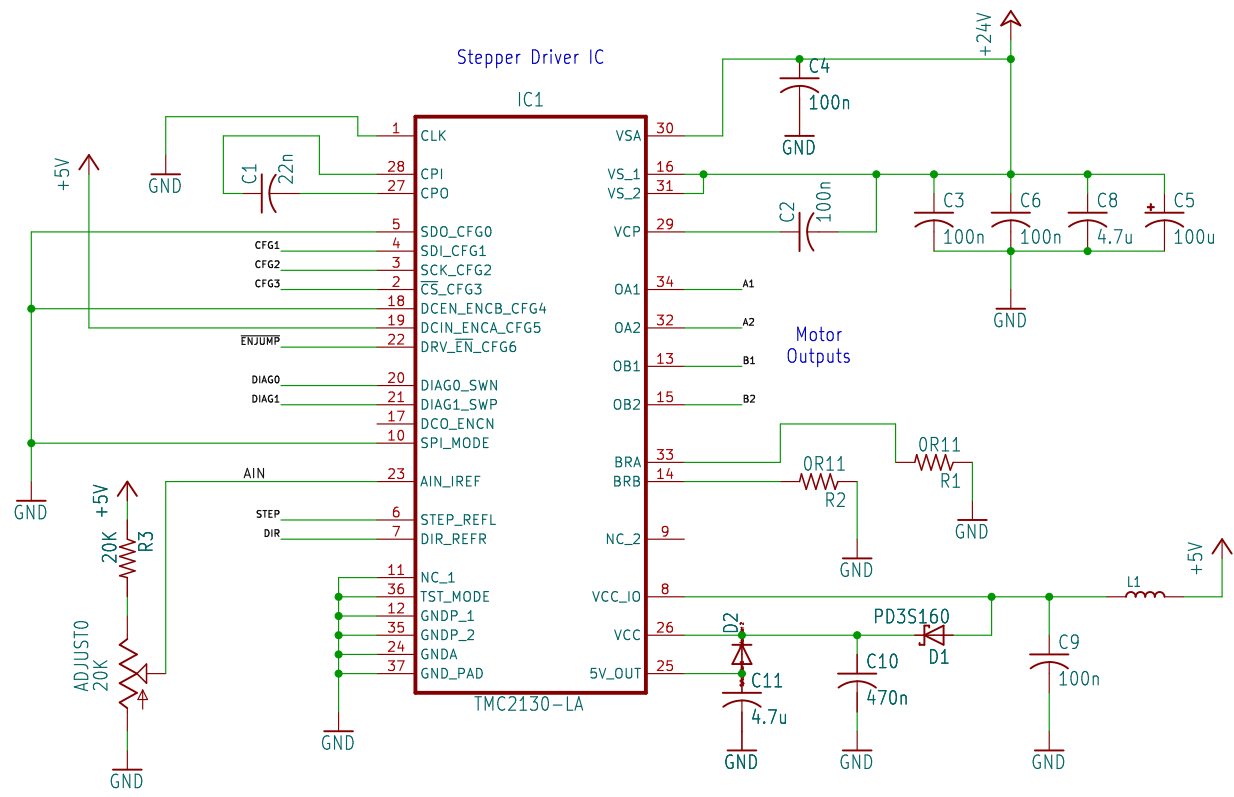 Stepper Driver IC
IC1
TMC2130-LA
1 CLK
28 CPI
27 CPO
5 SDO_CFG0
4 SDI_CFG1
3 SCK_CFG2
2 CS_CFG3
18 DCEN_ENCB_CFG4
19 DCIN_ENCA_CFG5
22 DRV_EN_CFG6
20 DIAG0_SWN
21 DIAG1_SWP
17 DCO_ENCN
10 SPI_MODE
23 AIN_IREF
6 STEP_REFL
7 DIR_REFR
11 NC_1
36 TST_MODE
12 GNDP_1
35 GNDP_2
24 GNDA
37 GND_PAD
VSA 30
VS_1 16
VS_2 31
VCP 29
OA1 34
OA2 32
OB1 13
OB2 15
BRA 33
BRB 14
NC_2 9
VCC_IO 8
VCC 26
5V_OUT 25
GND
+5V
C1
22n
CFG1
CFG2
CFG3
ENJUMP
DIAG0
DIAG1
GND
AIN
STEP
DIR
+5V
20K
R3
ADJUST0
20K
GND
GND
+24V
C4
100n
GND
C2
100n
C3
100n
C6
100n
C8
4.7u
+
C5
100u
GND
A1
A2
B1
B2
Motor
Outputs
0R11
R1
GND
0R11
R2
GND
+5V
L1
PD3S160
D1
D2
C11
4.7u
GND
C10
470n
GND
C9
100n
GND